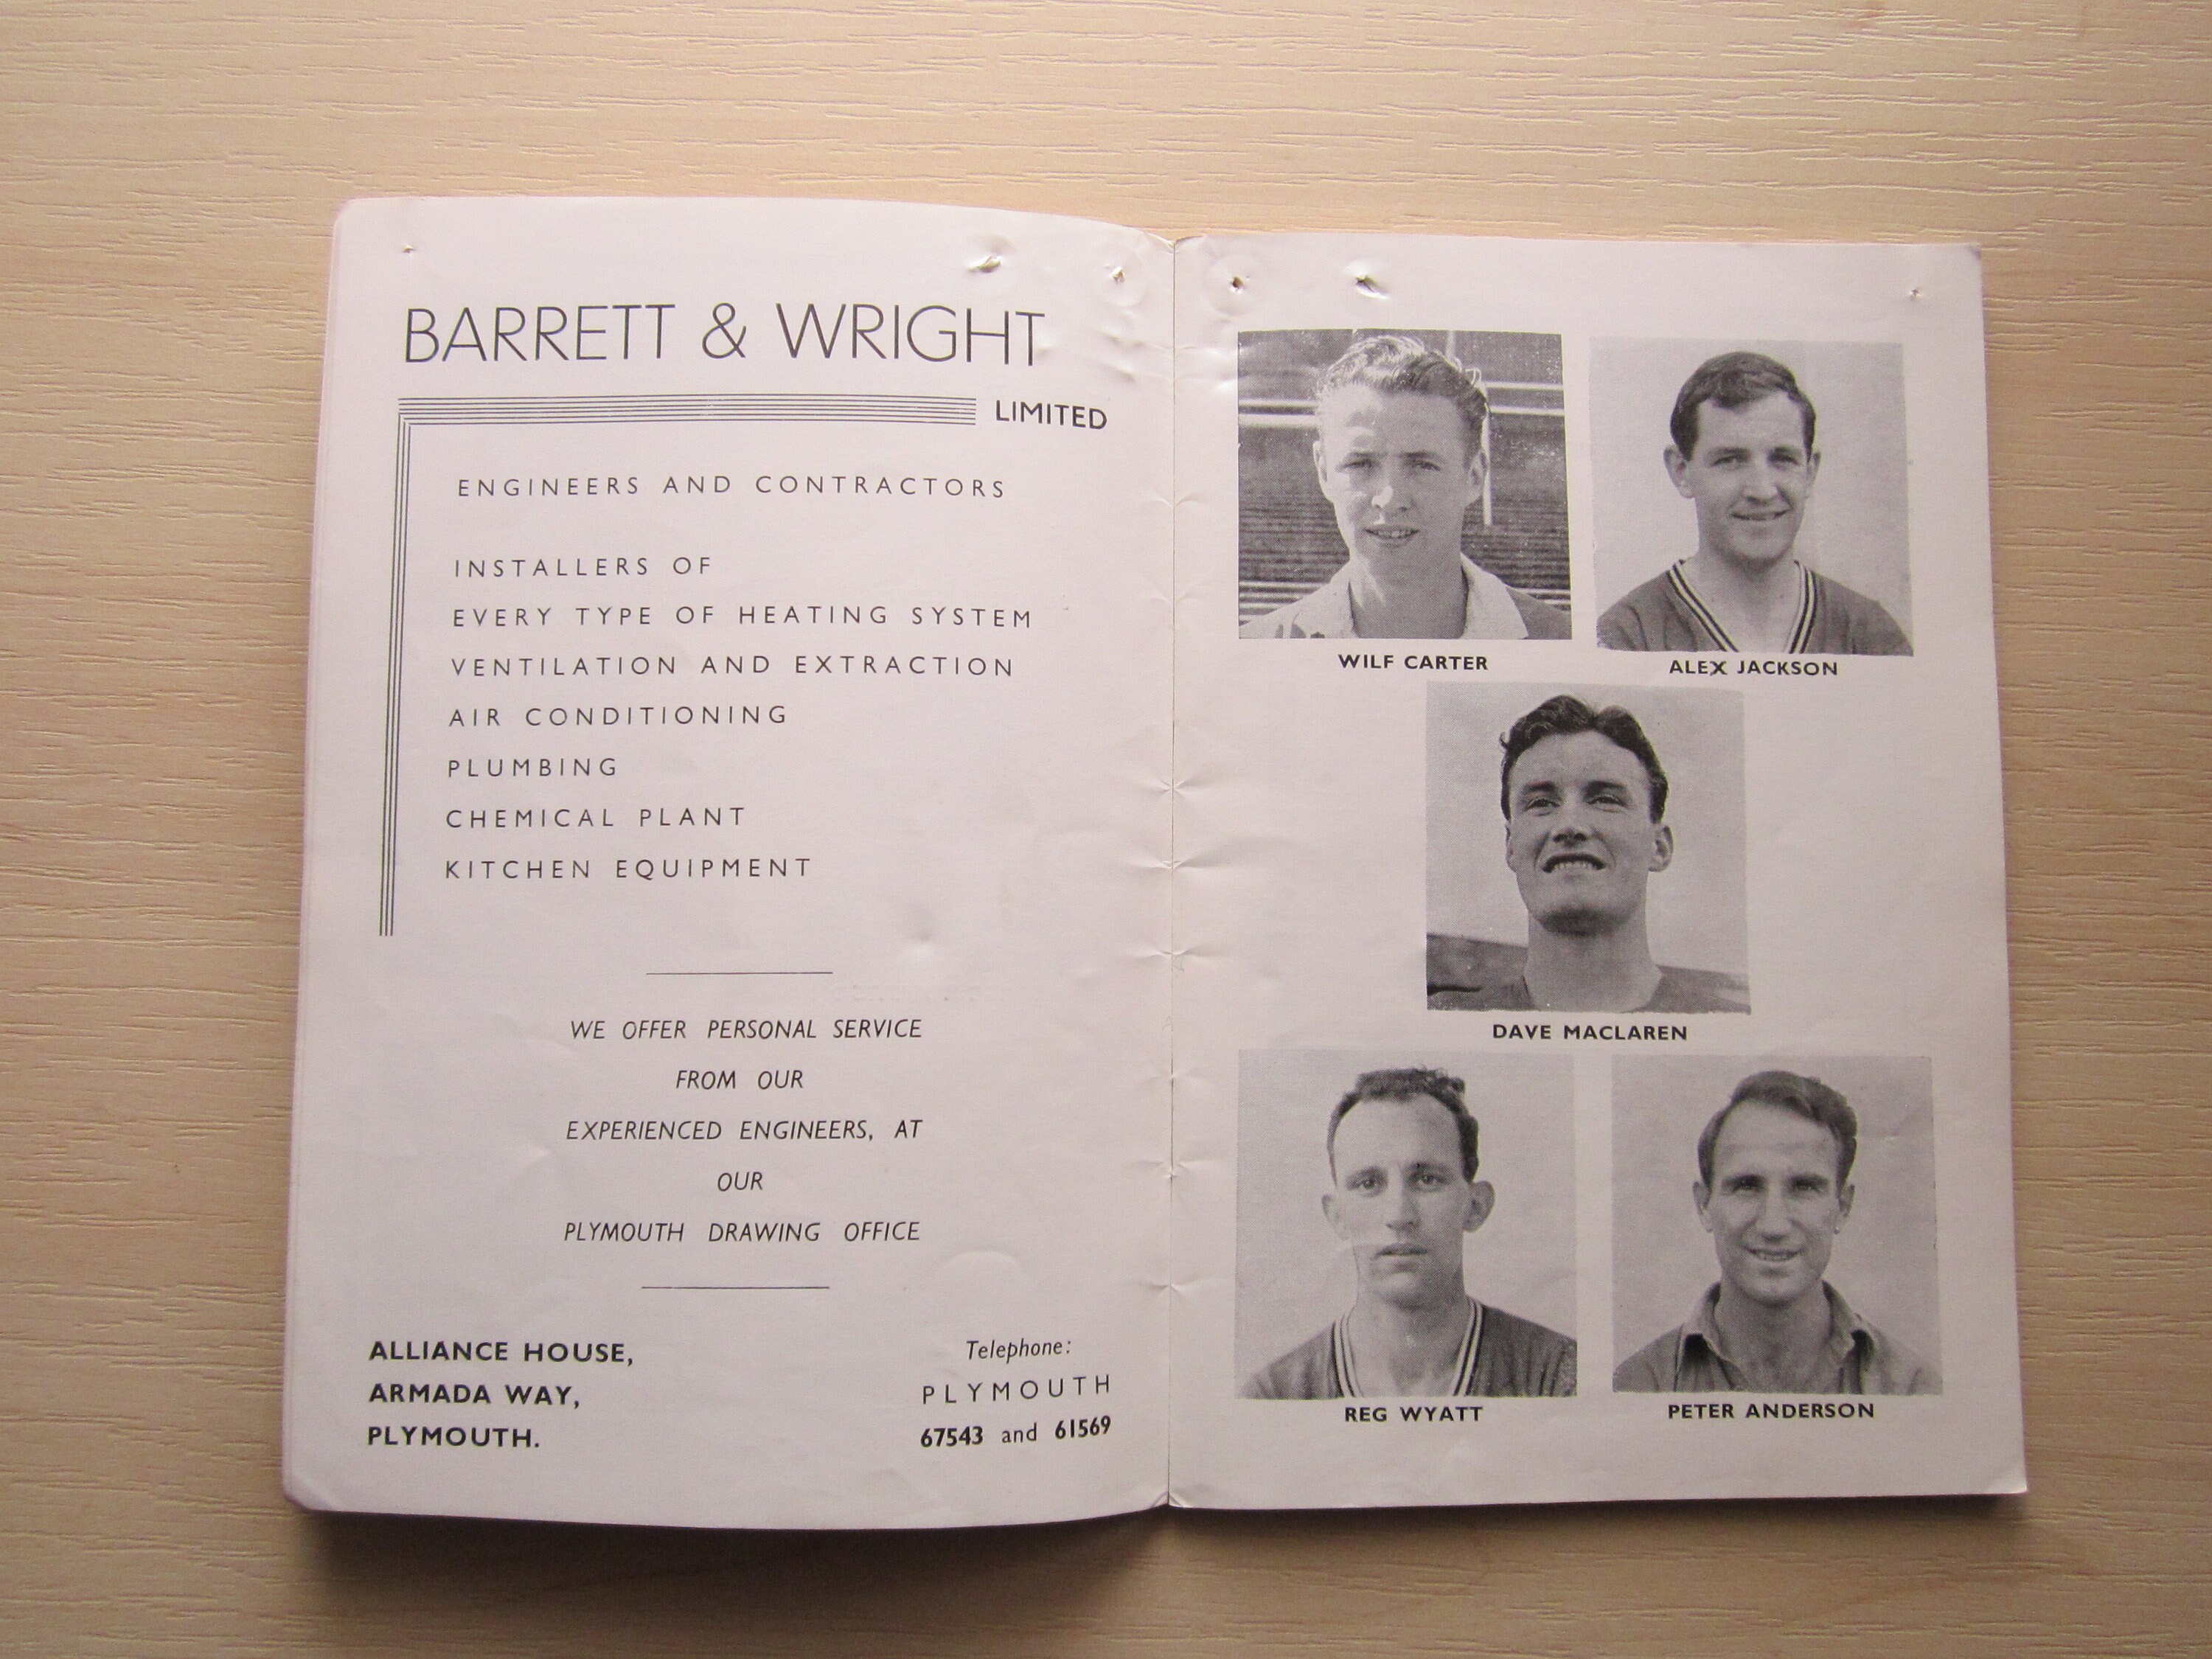 BARRETT & WRIGHT
LIMITED
ENGINEERS AND CONTRACTORS
INSTALLERS OF
EVERY TYPE OF HEATING SYSTEM
VENTILATION AND EXTRACTION
AIR CONDITIONING
PLUMBING
CHEMICAL PLANT
KITCHEN EQUIPMENT
WE OFFER PERSONAL SERVICE
FROM OUR
EXPERIENCED ENGINEERS, AT
OUR
PLYMOUTH DRAWING OFFICE
ALLIANCE HOUSE,
ARMADA WAY,
PLYMOUTH.
Telephone:
PLYMOUTH
67543 and 61569
WILF CARTER
ALEX JACKSON
DAVE MACLAREN
REG WYATT
PETER ANDERSON